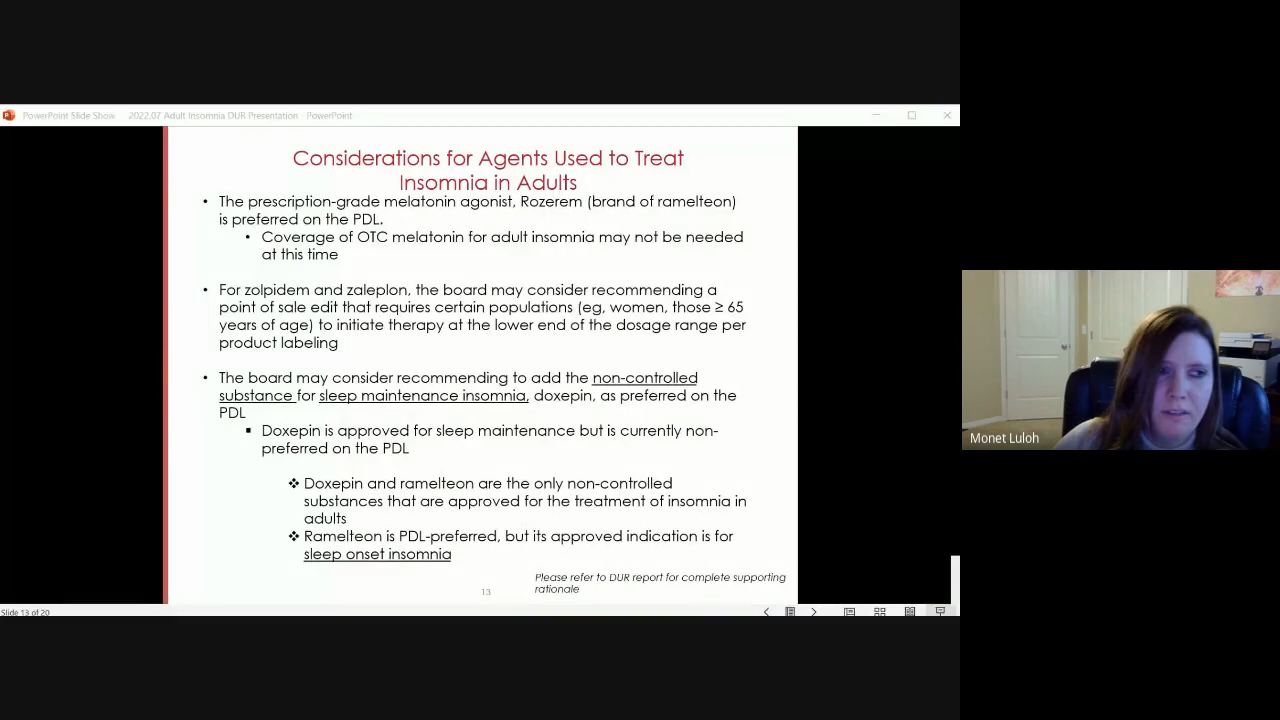 PowerPoint Slide Show   2022.07 Adult Insomnia DUR Presentation - PowerPoint
Considerations for Agents Used to Treat
Insomnia in Adults
• The prescription-grade melatonin agonist, Rozerem (brand of ramelteon)
is preferred on the PDL.
• Coverage of OTC melatonin for adult insomnia may not be needed
at this time
• For zolpidem and zaleplon, the board may consider recommending a
point of sale edit that requires certain populations (eg, women, those ≥ 65
years of age) to initiate therapy at the lower end of the dosage range per
product labeling
• The board may consider recommending to add the non-controlled
substance for sleep maintenance insomnia, doxepin, as preferred on the
PDL
▪ Doxepin is approved for sleep maintenance but is currently non-
preferred on the PDL
❖ Doxepin and ramelteon are the only non-controlled
substances that are approved for the treatment of insomnia in
adults
❖ Ramelteon is PDL-preferred, but its approved indication is for
sleep onset insomnia
Please refer to DUR report for complete supporting
rationale
13
Slide 13 of 20
Monet Luloh